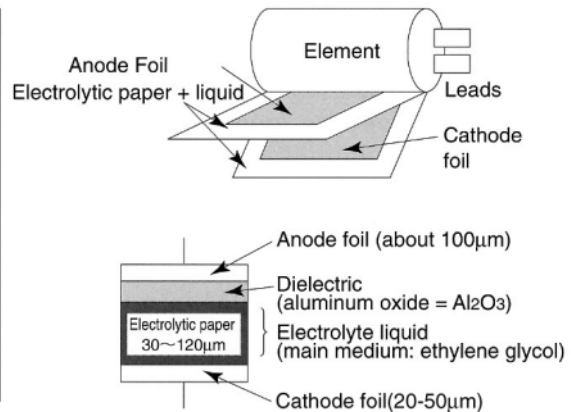 Element
Anode Foil
Electrolytic paper + liquid
Leads
Cathode
foil
Anode foil (about 100μm)
Dielectric
(aluminum oxide = Al2O3)
Electrolytic paper
30～120μm
Electrolyte liquid
(main medium: ethylene glycol)
Cathode foil(20-50μm)